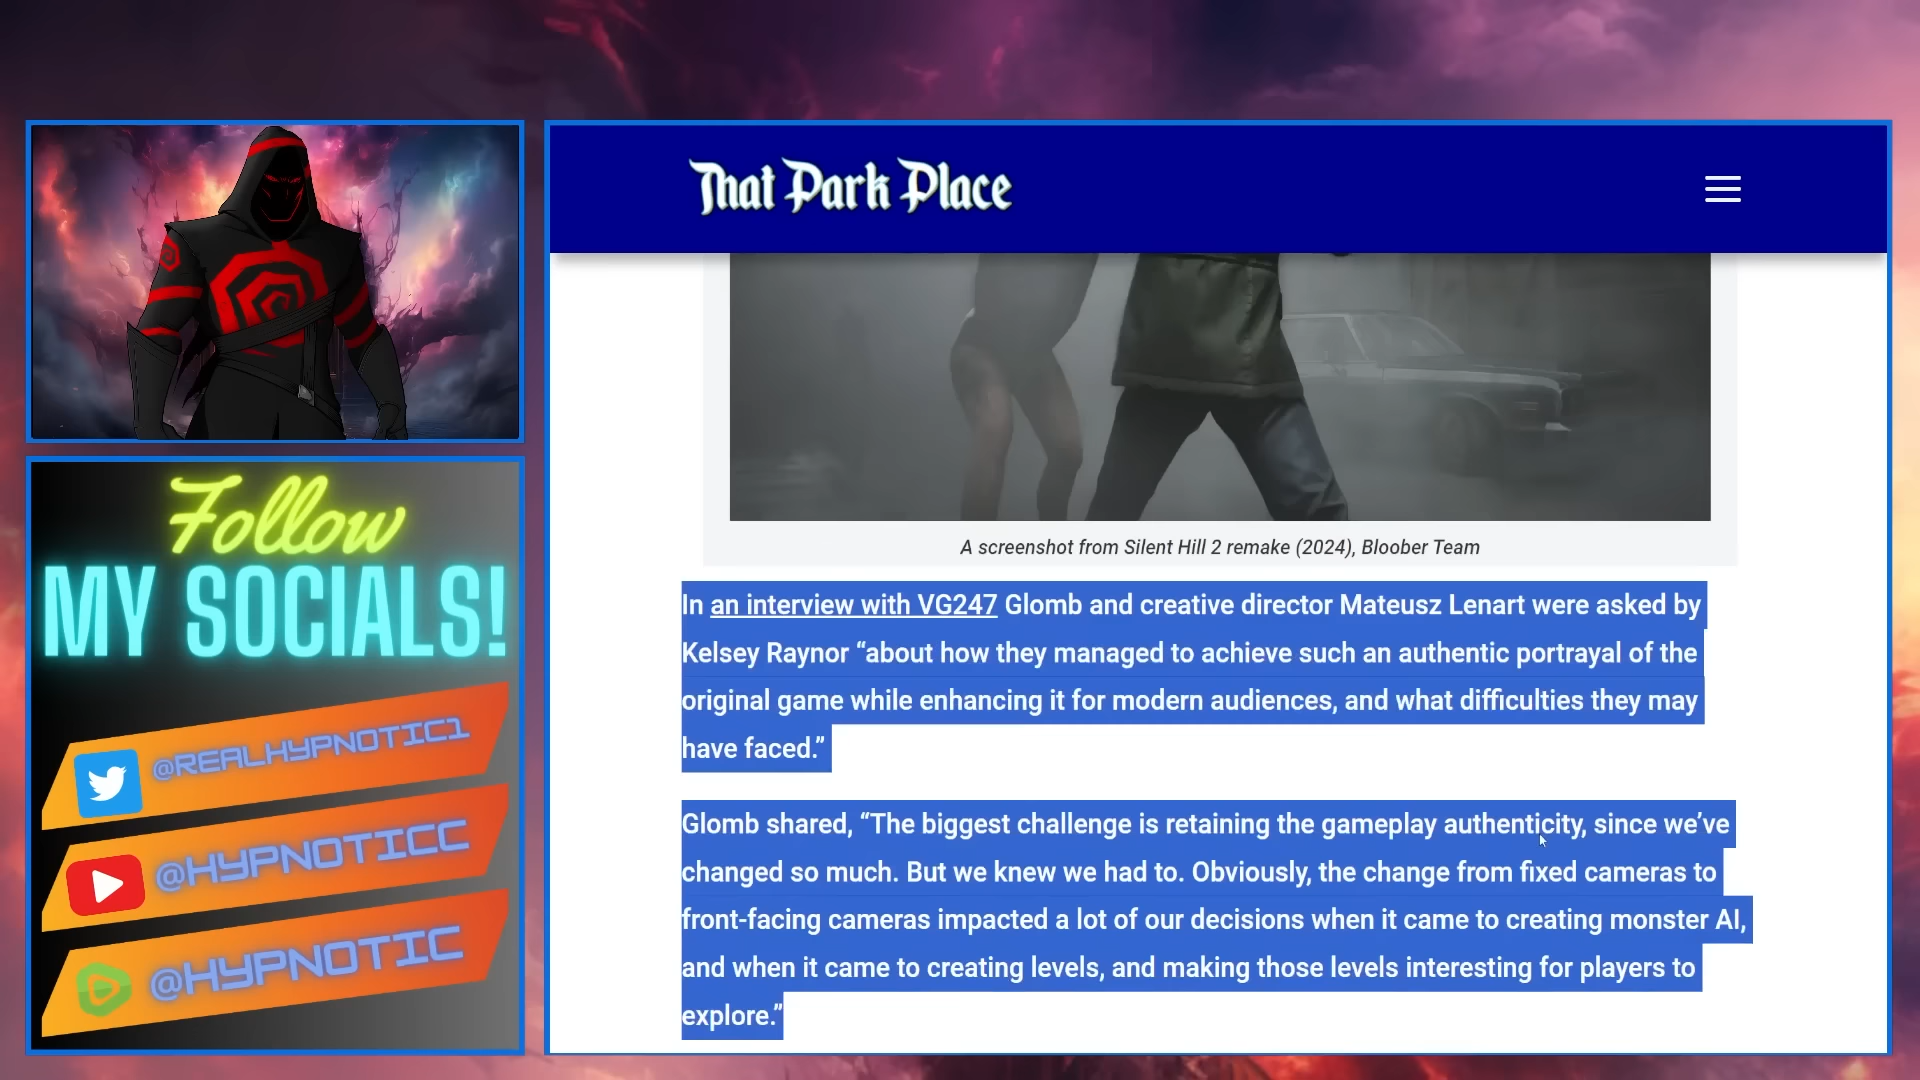 That Park Place
A screenshot from Silent Hill 2 remake (2024), Bloober Team
In an interview with VG247 Glomb and creative director Mateusz Lenart were asked by
Kelsey Raynor “about how they managed to achieve such an authentic portrayal of the
original game while enhancing it for modern audiences, and what difficulties they may
have faced.”
Glomb shared, “The biggest challenge is retaining the gameplay authenticity, since we’ve
changed so much. But we knew we had to. Obviously, the change from fixed cameras to
front-facing cameras impacted a lot of our decisions when it came to creating monster AI,
and when it came to creating levels, and making those levels interesting for players to
explore.”
Follow
MY SOCIALS!
@REALHYPNOTIC1
@HYPNOTICC
@HYPNOTIC